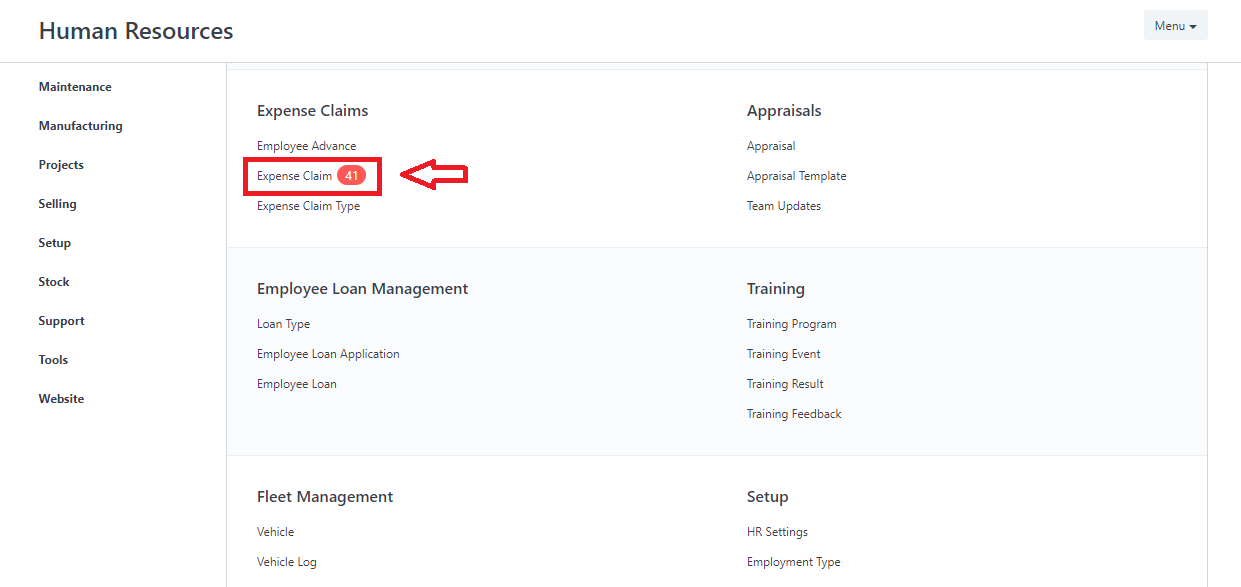 Human Resources
Menu
Maintenance
Manufacturing
Projects
Selling
Setup
Stock
Support
Tools
Website
Expense Claims
Employee Advance
Expense Claim 41
Expense Claim Type
Appraisals
Appraisal
Appraisal Template
Team Updates
Employee Loan Management
Loan Type
Employee Loan Application
Employee Loan
Training
Training Program
Training Event
Training Result
Training Feedback
Fleet Management
Vehicle
Vehicle Log
Setup
HR Settings
Employment Type